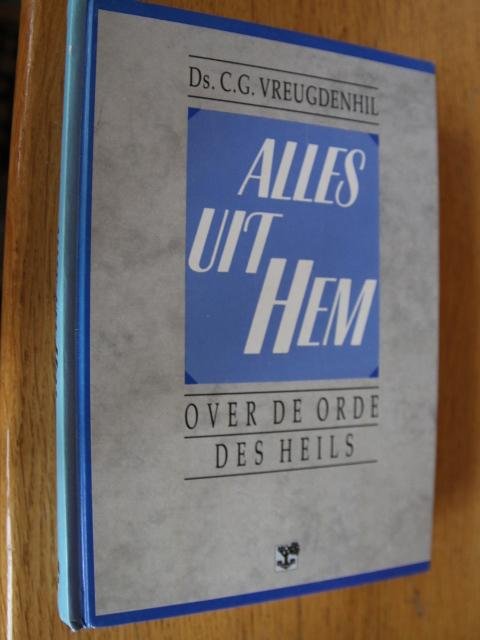 Ds. C.G. VREUGDENHIL
ALLES
UIT
HEM
OVER DE ORDE
DES HEILS